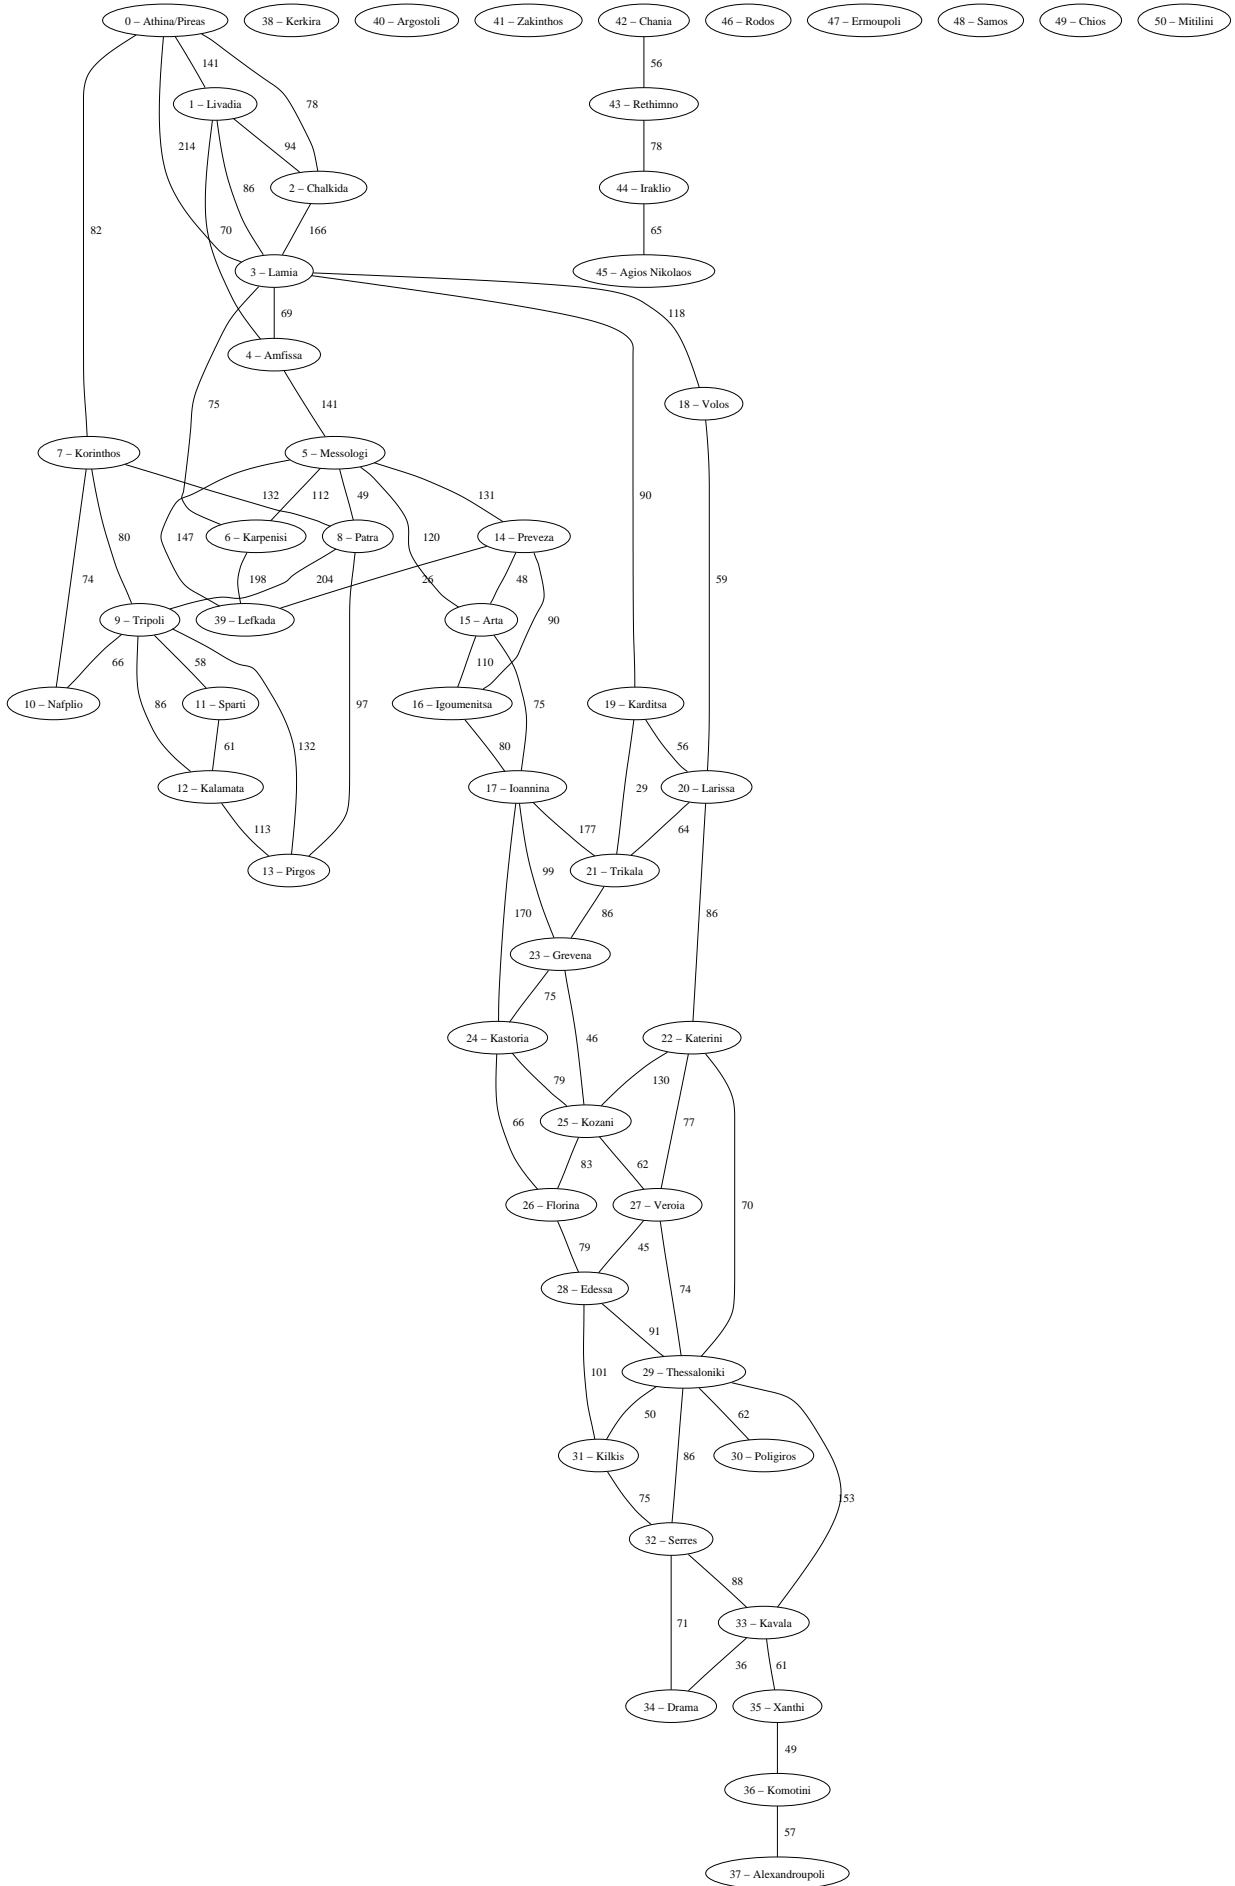 0 – Athina/Pireas
38 – Kerkira
40 – Argostoli
41 – Zakinthos
42 – Chania
46 – Rodos
47 – Ermoupoli
48 – Samos
49 – Chios
50 – Mitilini
141
56
1 – Livadia
78
43 – Rethimno
214
94
78
86
2 – Chalkida
44 – Iraklio
82
70
166
65
3 – Lamia
45 – Agios Nikolaos
69
118
4 – Amfissa
75
141
18 – Volos
7 – Korinthos
5 – Messologi
132
112
49
131
90
80
147
6 – Karpenisi
8 – Patra
120
14 – Preveza
74
198
204
26
48
59
9 – Tripoli
39 – Lefkada
15 – Arta
90
66
58
110
10 – Nafplio
86
11 – Sparti
97
16 – Igoumenitsa
75
19 – Karditsa
61
132
80
56
12 – Kalamata
17 – Ioannina
29
20 – Larissa
113
177
64
13 – Pirgos
99
21 – Trikala
170
86
86
23 – Grevena
75
24 – Kastoria
46
22 – Katerini
79
130
66
25 – Kozani
77
83
62
26 – Florina
27 – Veroia
70
79
45
28 – Edessa
74
91
101
29 – Thessaloniki
50
62
31 – Kilkis
86
30 – Poligiros
75
153
32 – Serres
88
71
33 – Kavala
36
61
34 – Drama
35 – Xanthi
49
36 – Komotini
57
37 – Alexandroupoli